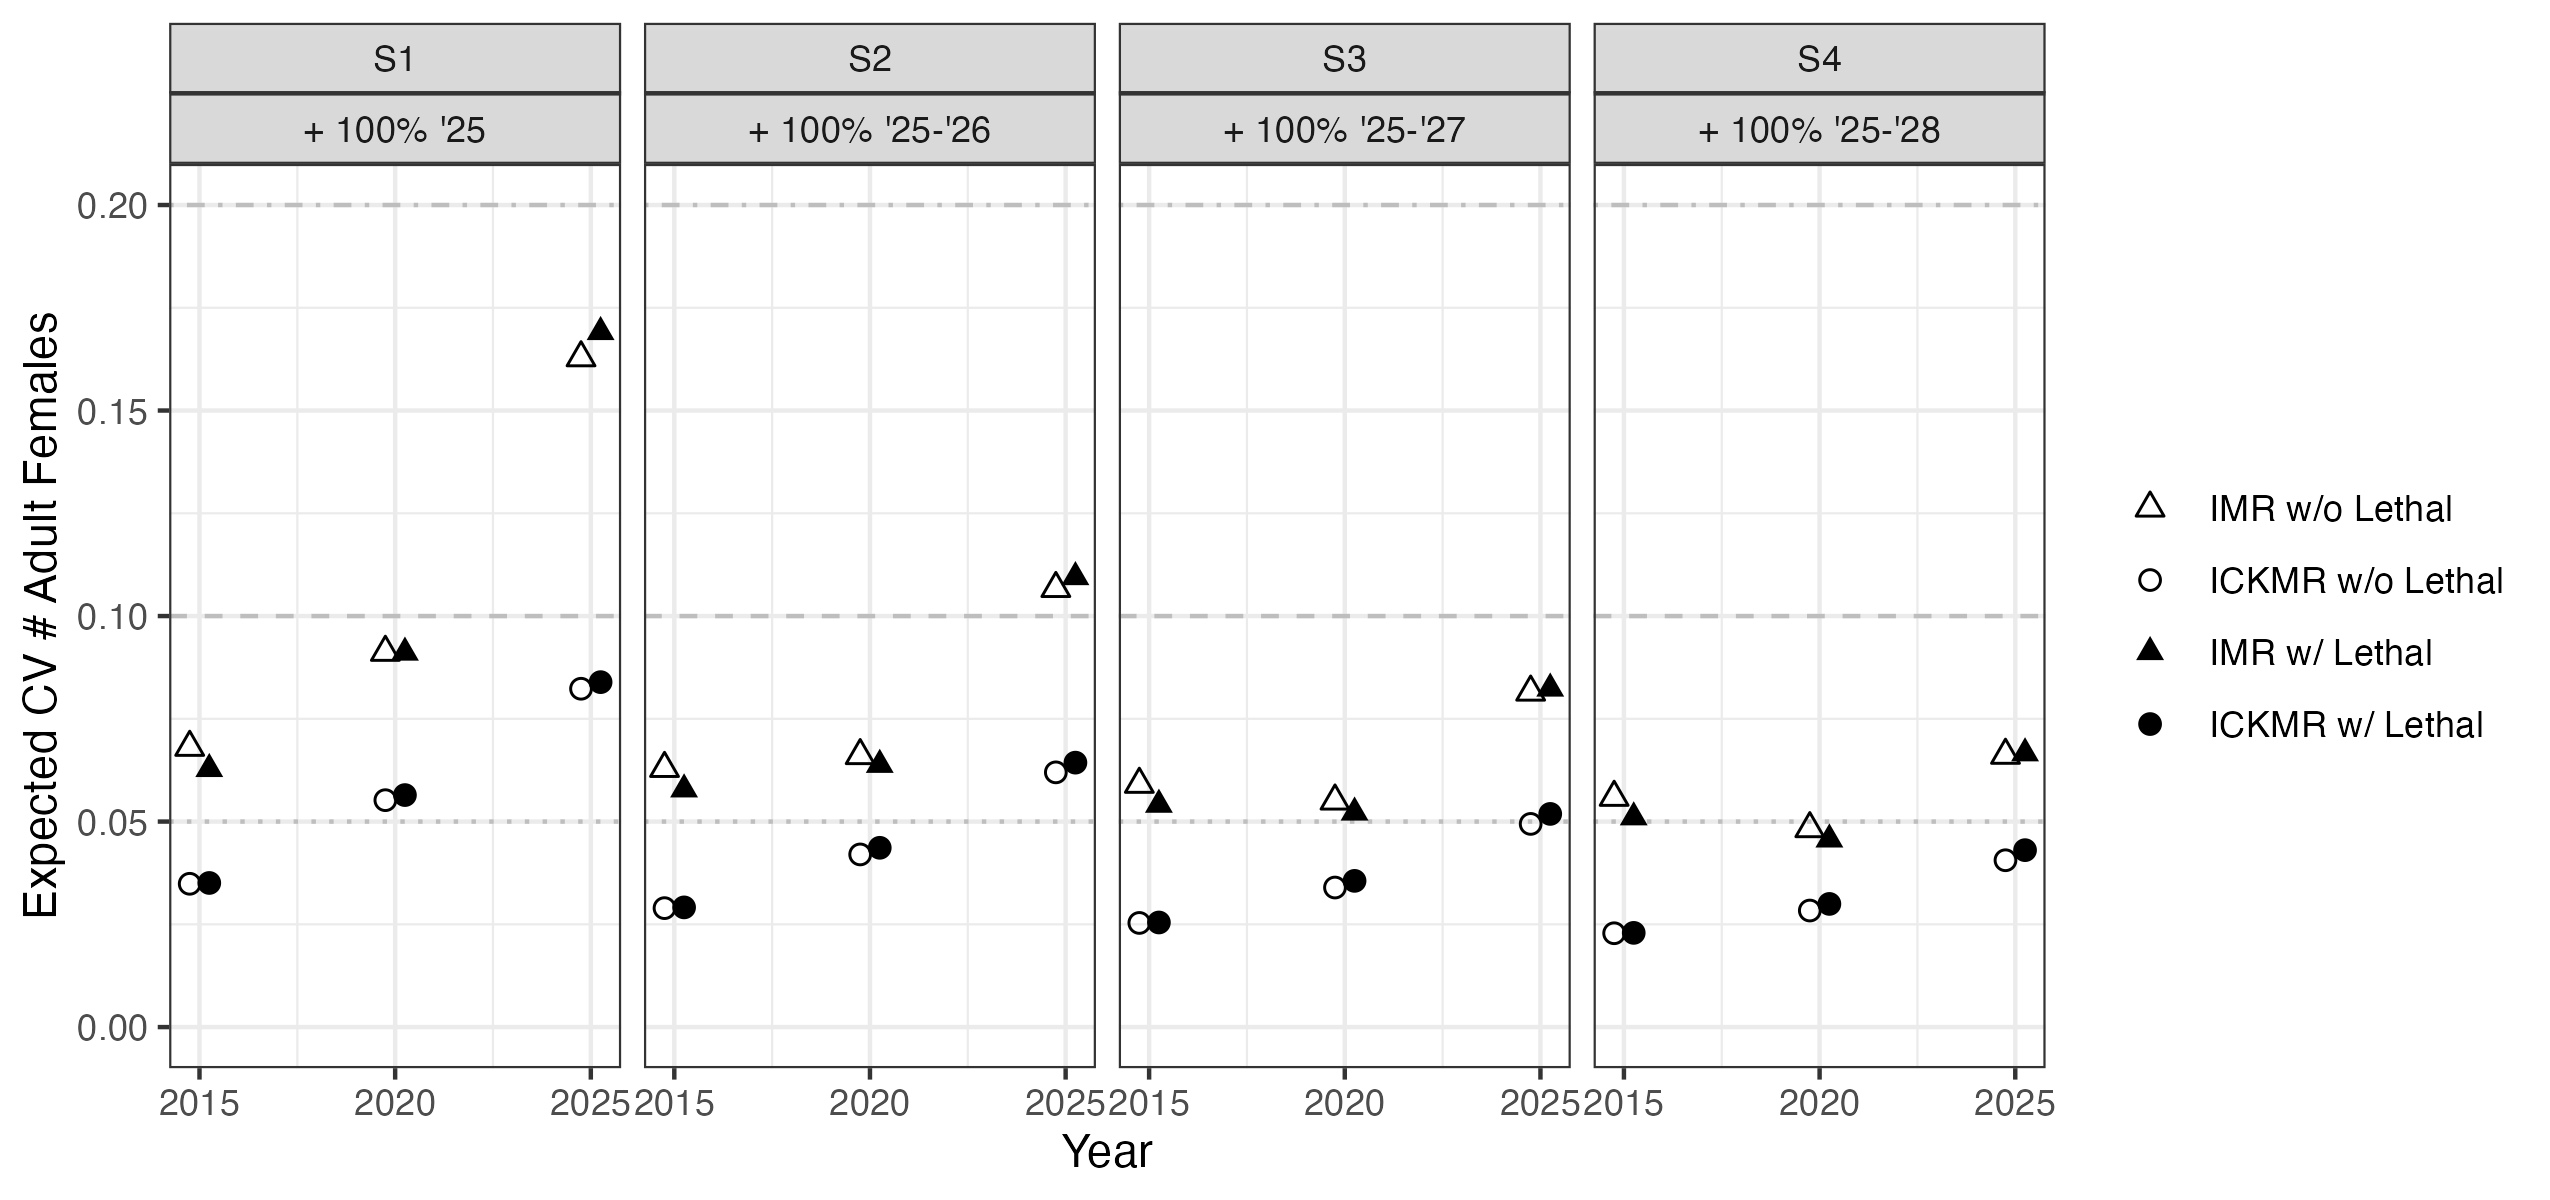 S1
S2
S3
S4
+ 100% '25
+ 100% '25-'26
+ 100% '25-'27
+ 100% '25-'28
Expected CV # Adult Females
0.20
0.15
0.10
0.05
0.00
2015 2020 2025
2015 2020 2025
2015 2020 2025
2015 2020 2025
Year
IMR w/o Lethal
ICKMR w/o Lethal
IMR w/ Lethal
ICKMR w/ Lethal